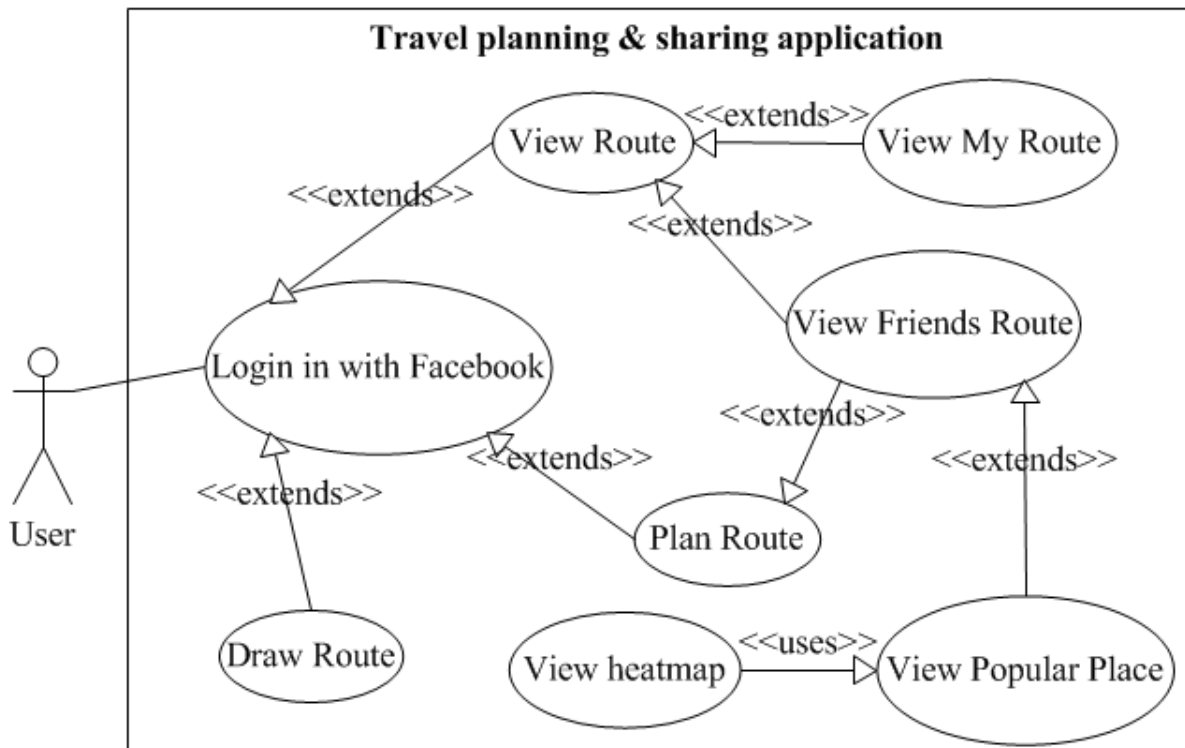 Travel planning & sharing application
<<extends>>
View Route
View My Route
<<extends>>
<<extends>>
View Friends Route
Login in with Facebook
<<extends>>
<<extends>>
<<extends>>
<<extends>>
User
Plan Route
Draw Route
<<uses>>
View heatmap
View Popular Place